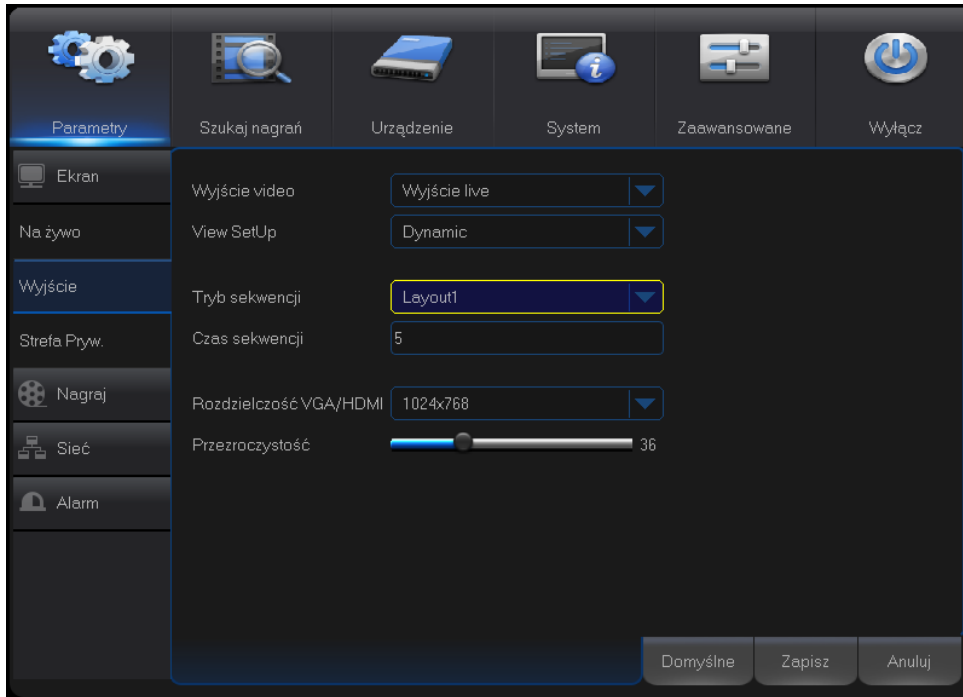 Parametry
Szukaj nagrań
Urządzenie
System
Zaawansowane
Wyłącz
Ekran
Na żywo
Wyjście
Strefa Pryw.
Nagraj
Sieć
Alarm
Wyjście video Wyjście live
View SetUp Dynamic
Tryb sekwencji Layout1
Czas sekwencji 5
Rozdzielczość VGA/HDMI 1024x768
Przezroczystość 36
Domyślne Zapisz Anuluj